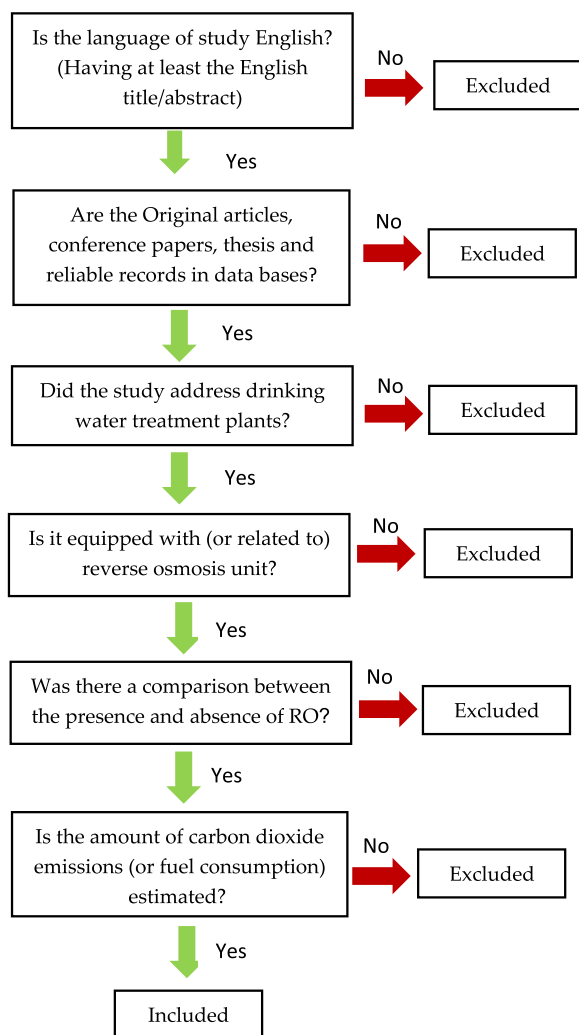 Is the language of study English?
(Having at least the English
title/abstract)
No
Excluded
Yes
Are the Original articles,
conference papers, thesis and
reliable records in data bases?
No
Excluded
Yes
Did the study address drinking
water treatment plants?
No
Excluded
Yes
Is it equipped with (or related to)
reverse osmosis unit?
No
Excluded
Yes
Was there a comparison between
the presence and absence of RO?
No
Excluded
Yes
Is the amount of carbon dioxide
emissions (or fuel consumption)
estimated?
No
Excluded
Yes
Included